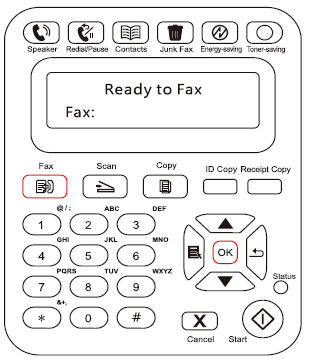 Speaker Redial/Pause Contacts Junk Fax Energy-saving Toner-saving
Ready to Fax
Fax:
Fax Scan Copy ID Copy Receipt Copy
@/: ABC DEF
1 2 3
GHI JKL MNO
4 5 6
OK
PQRS TUV WXYZ
7 8 9
Status
&+,
* 0 #
X
Cancel Start